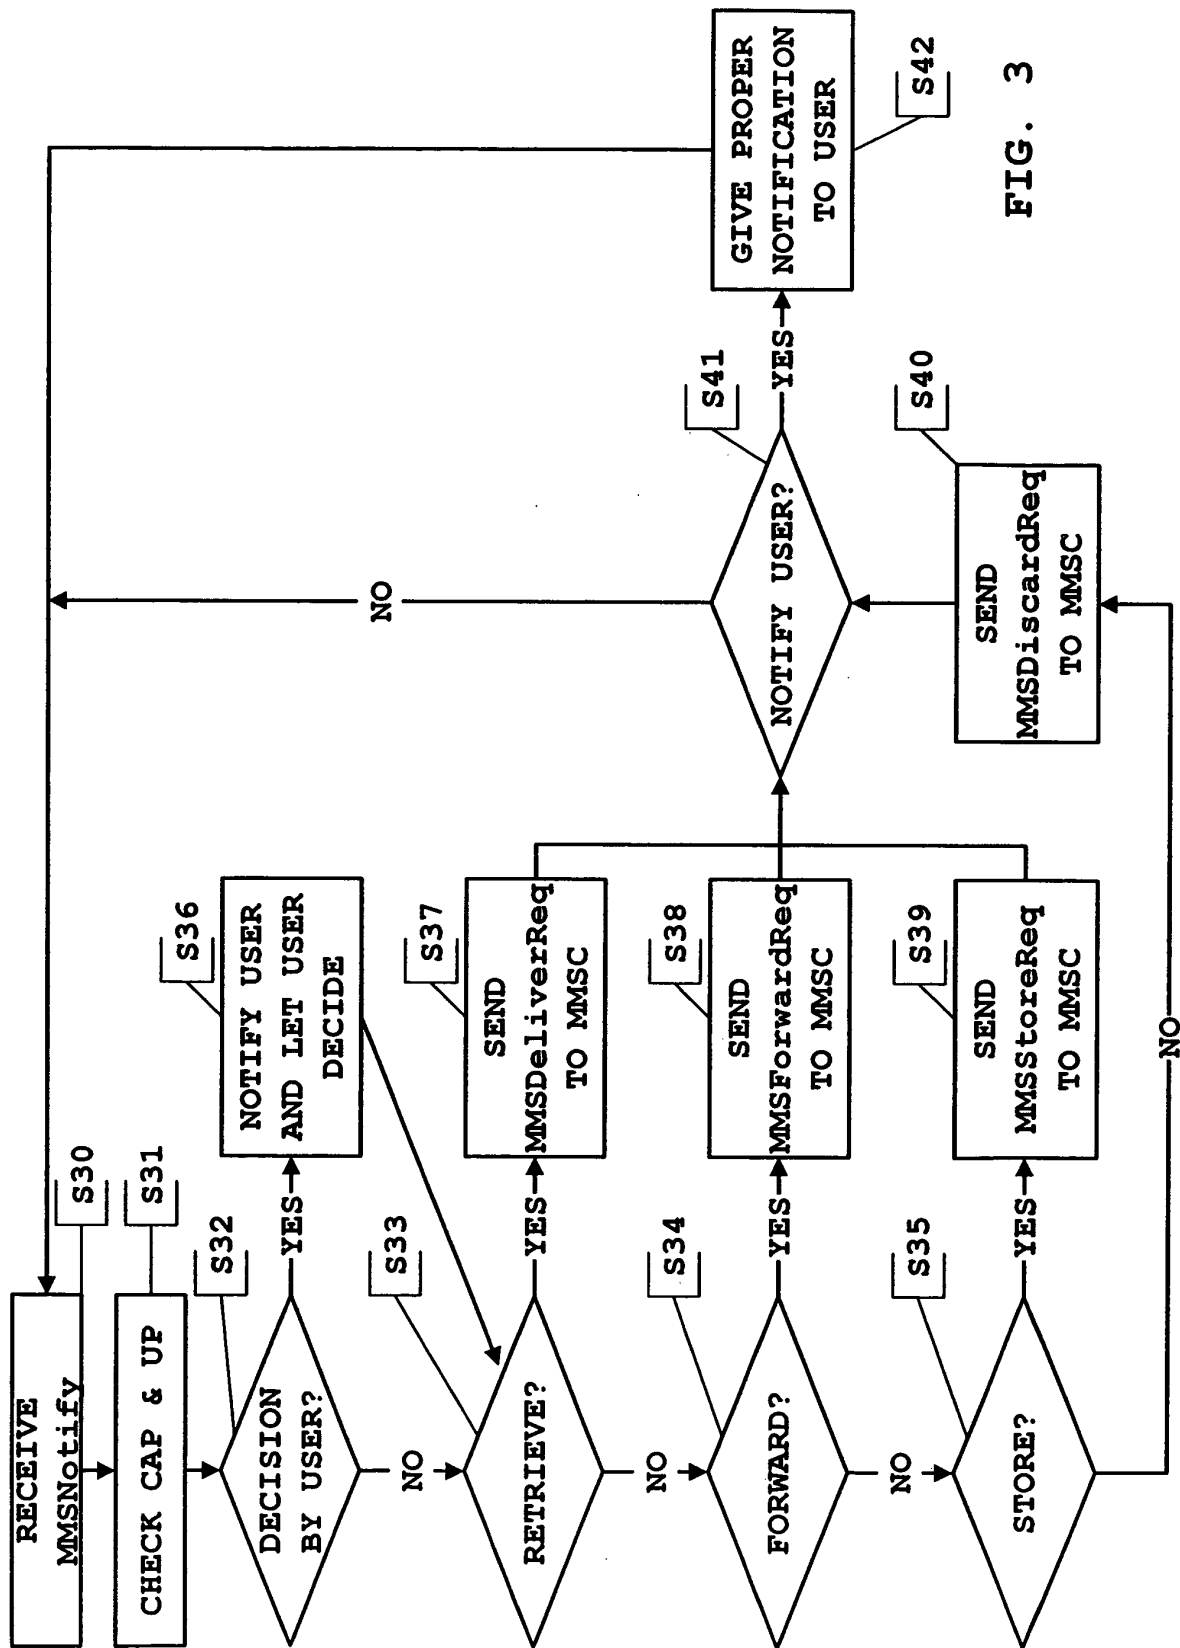 RECEIVE
MMSNotify
S30
CHECK CAP & UP
S31
DECISION
BY USER?
S32
YES
NOTIFY USER
AND LET USER
DECIDE
S36
NO
RETRIEVE?
S33
YES
SEND
MMSDeliverReq
TO MMSC
S37
NO
FORWARD?
S34
YES
SEND
MMSForwardReq
TO MMSC
S38
NO
STORE?
S35
YES
SEND
MMSStoreReq
TO MMSC
S39
NO
SEND
MMSDiscardReq
TO MMSC
S40
NOTIFY USER?
S41
NO
YES
GIVE PROPER
NOTIFICATION
TO USER
S42
FIG. 3